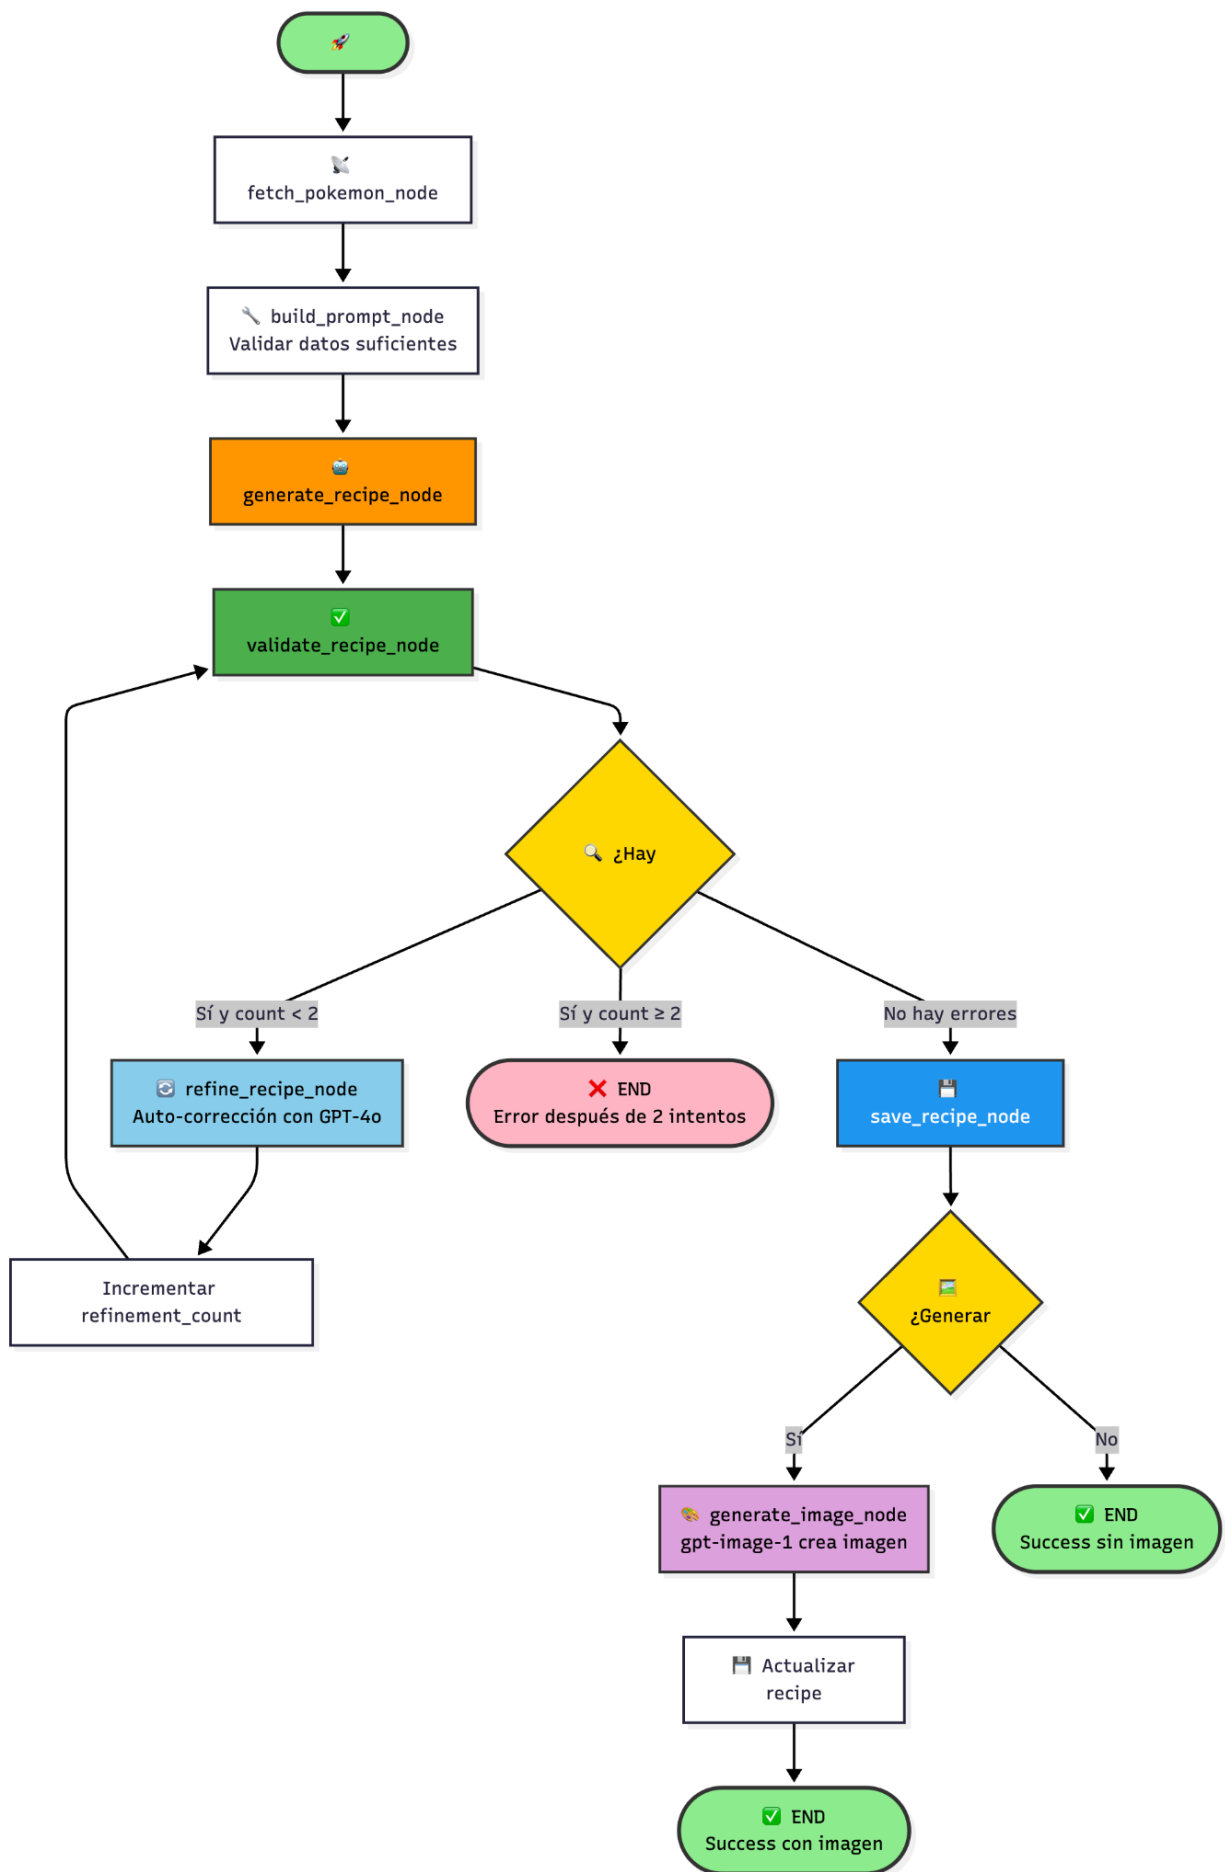 🚀
📡
fetch_pokemon_node
🔧 build_prompt_node
Validar datos suficientes
🤖
generate_recipe_node
✅
validate_recipe_node
🔍 ¿Hay
Sí y count < 2
Sí y count ≥ 2
No hay errores
🔄 refine_recipe_node
Auto-corrección con GPT-4o
❌ END
Error después de 2 intentos
💾
save_recipe_node
Incrementar
refinement_count
🖼️
¿Generar
Sí
No
🎨 generate_image_node
gpt-image-1 crea imagen
✅ END
Success sin imagen
💾 Actualizar
recipe
✅ END
Success con imagen